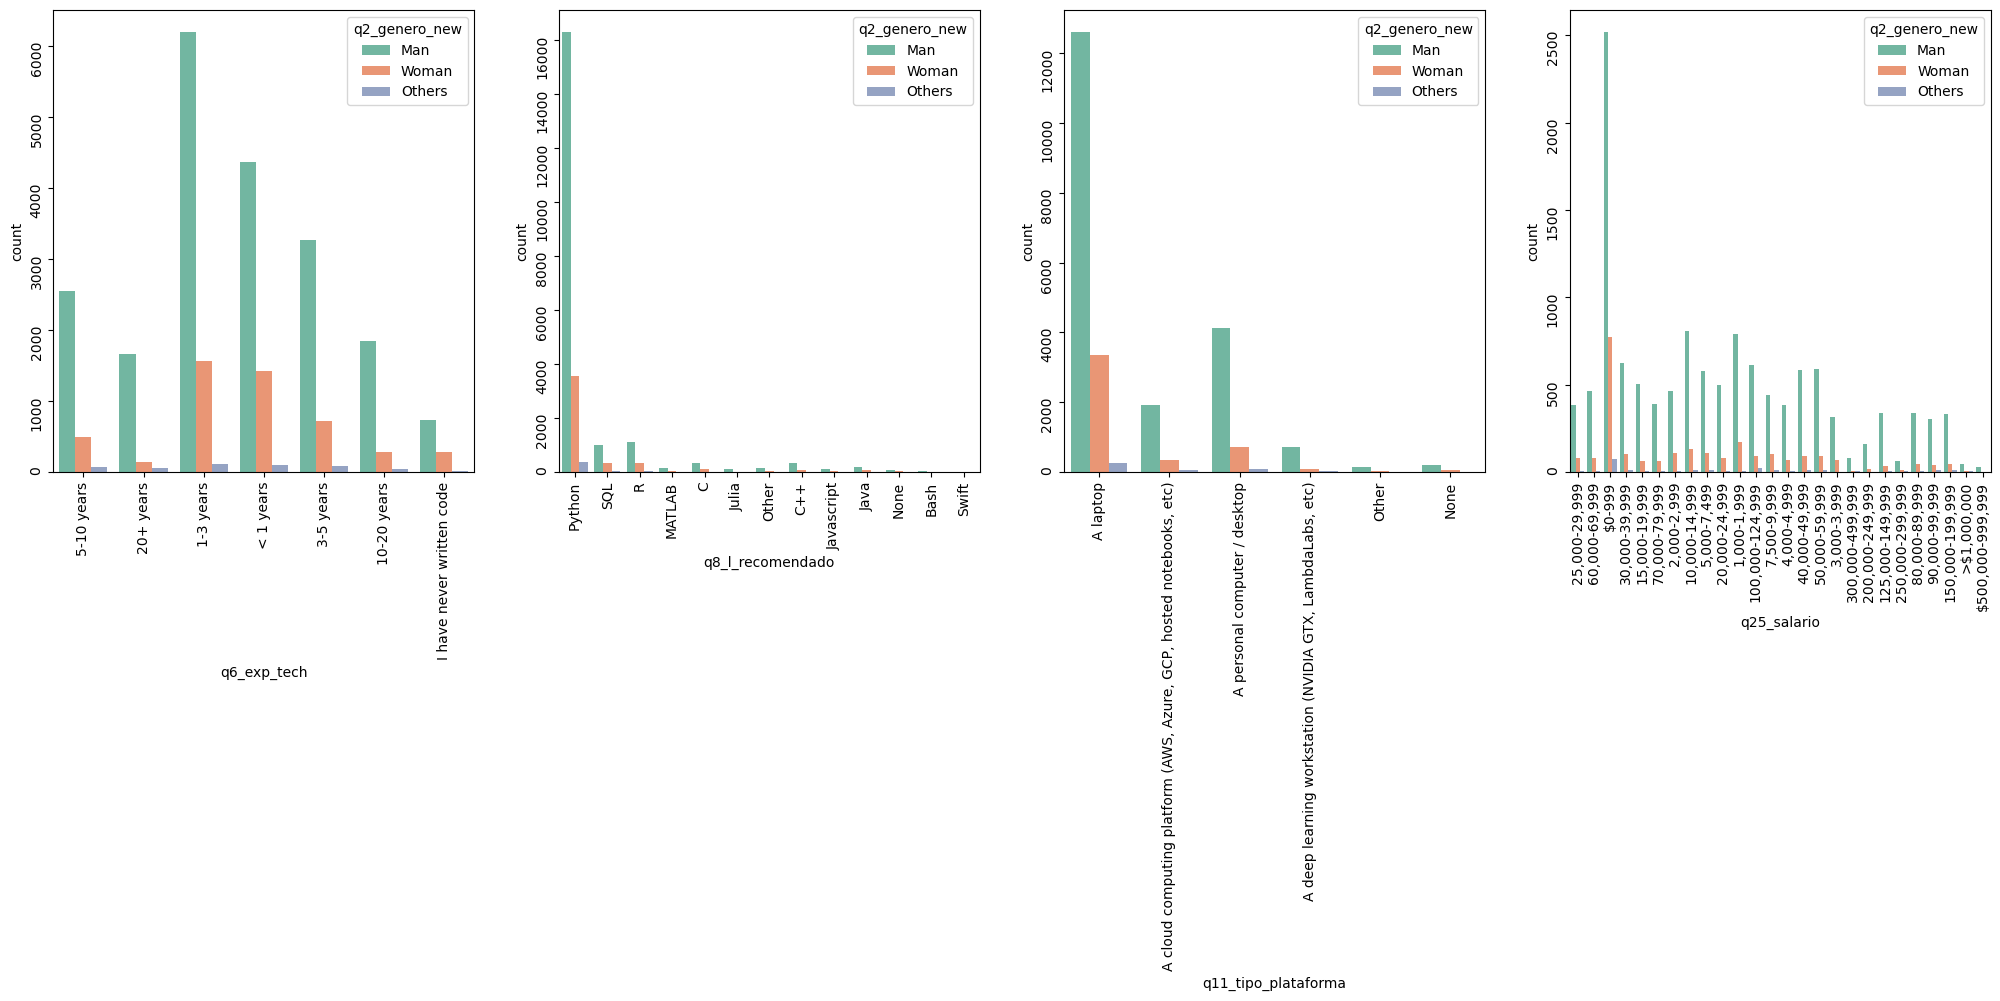 q2_genero_new
Man
Woman
Others
count
0
1000
2000
3000
4000
5000
6000
5-10 years
20+ years
1-3 years
< 1 years
3-5 years
10-20 years
I have never written code
q6_exp_tech
q2_genero_new
Man
Woman
Others
count
0
2000
4000
6000
8000
10000
12000
14000
16000
Python
SQL
R
MATLAB
C
Julia
Other
C++
Javascript
Java
None
Bash
Swift
q8_l_recomendado
q2_genero_new
Man
Woman
Others
count
0
2000
4000
6000
8000
10000
12000
A laptop
A cloud computing platform (AWS, Azure, GCP, hosted notebooks, etc)
A personal computer / desktop
A deep learning workstation (NVIDIA GTX, LambdaLabs, etc)
Other
None
q11_tipo_plataforma
q2_genero_new
Man
Woman
Others
count
0
500
1000
1500
2000
2500
25,000-29,999
60,000-69,999
$0-999
30,000-39,999
15,000-19,999
70,000-79,999
2,000-2,999
10,000-14,999
5,000-7,499
20,000-24,999
1,000-1,999
100,000-124,999
7,500-9,999
4,000-4,999
40,000-49,999
50,000-59,999
3,000-3,999
300,000-499,999
200,000-249,999
125,000-149,999
250,000-299,999
80,000-89,999
90,000-99,999
150,000-199,999
>$1,000,000
$500,000-999,999
q25_salario